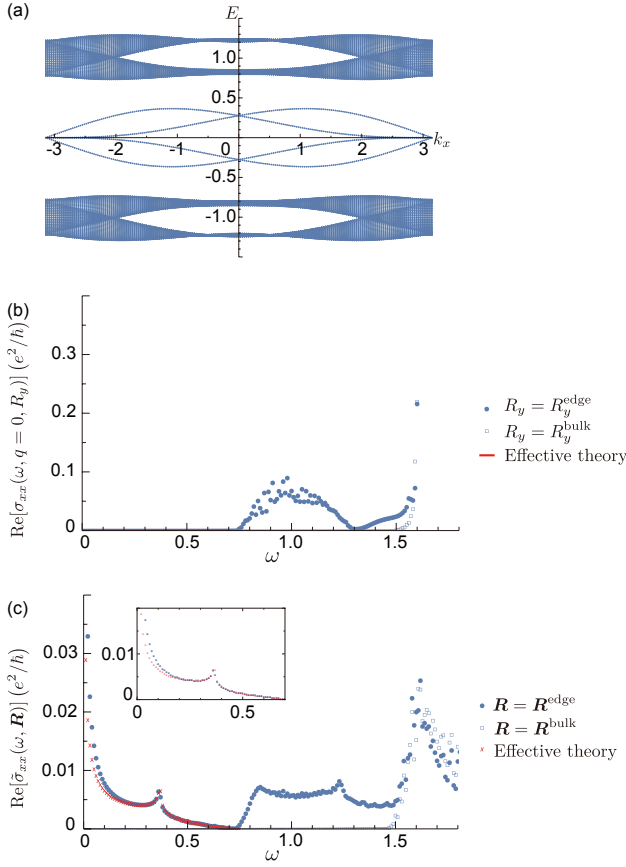 (a)
E
1.0
0.5
-3 -2 -1 0 1 2 3 k_x
-0.5
-1.0
(b)
Re[σ_xx(ω, q = 0, R_y)] (e²/ħ)
0.3
0.2
0.1
0
0 0.5 1.0 1.5
ω
R_y = R_y^edge
R_y = R_y^bulk
Effective theory
(c)
Re[σ̃_xx(ω, R)] (e²/ħ)
0.03
0.02
0.01
0
0 0.5 1.0 1.5
ω
0.01
0
0 0.5
R = R^edge
R = R^bulk
Effective theory